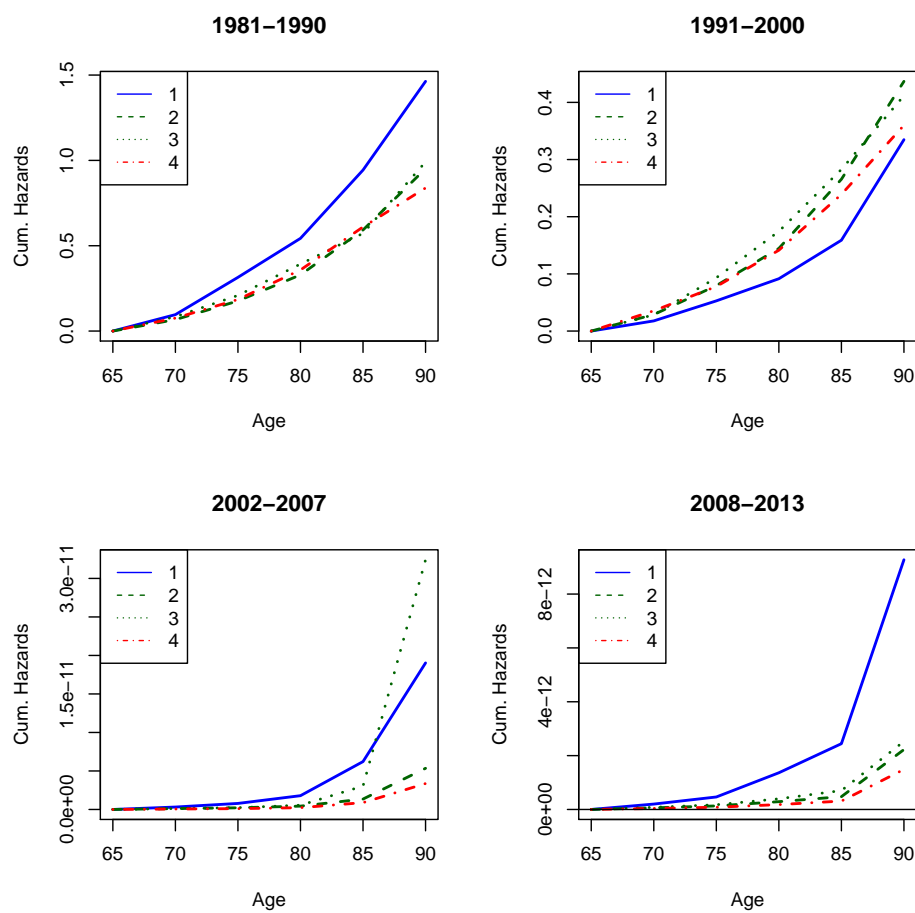 1981−1990
Cum. Hazards
0.0 0.5 1.0 1.5
1
2
3
4
65 70 75 80 85 90
Age
1991−2000
Cum. Hazards
0.0 0.1 0.2 0.3 0.4
1
2
3
4
65 70 75 80 85 90
Age
2002−2007
Cum. Hazards
0.0e+00 1.5e−11 3.0e−11
1
2
3
4
65 70 75 80 85 90
Age
2008−2013
Cum. Hazards
0e+00 4e−12 8e−12
1
2
3
4
65 70 75 80 85 90
Age